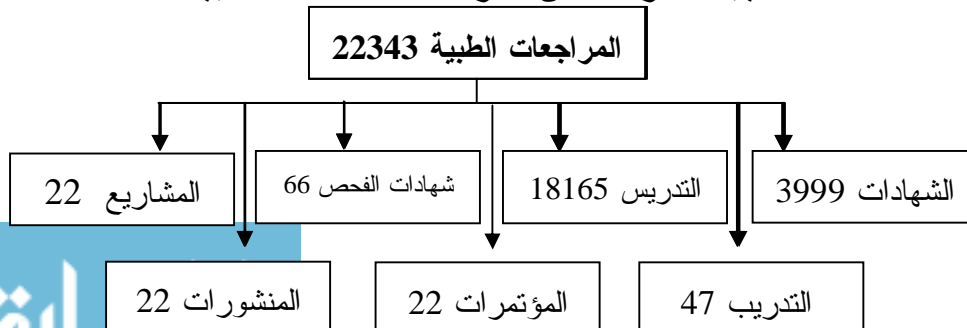 المراجعات الطبية 22343
الشهادات 3999
التدريس 18165
شهادات الفحص 66
المشاريع 22
التدريب 47
المؤتمرات 22
المنشورات 22